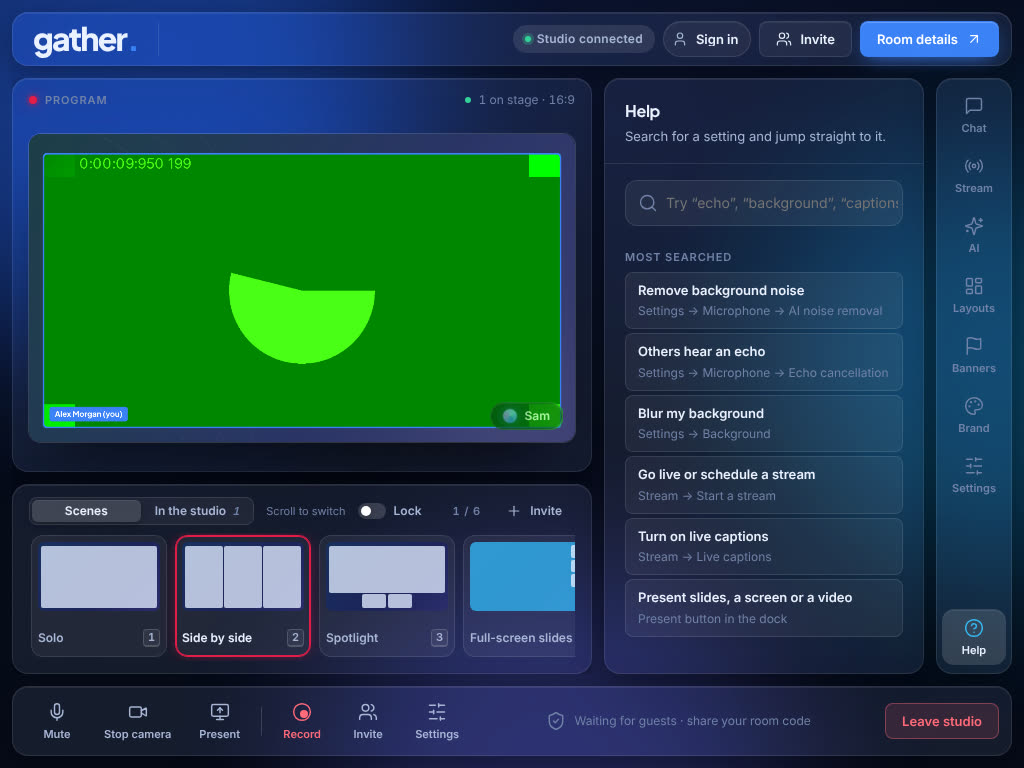 gather.
Studio connected
Sign in
Invite
Room details
PROGRAM
1 on stage · 16:9
0:00:09:950 199
Alex Morgan (you)
Sam
Scenes
In the studio 1
Scroll to switch
Lock
1 / 6
Invite
Solo
1
Side by side
2
Spotlight
3
Full-screen slides
Help
Search for a setting and jump straight to it.
Try “echo”, “background”, “captions
MOST SEARCHED
Remove background noise
Settings → Microphone → AI noise removal
Others hear an echo
Settings → Microphone → Echo cancellation
Blur my background
Settings → Background
Go live or schedule a stream
Stream → Start a stream
Turn on live captions
Stream → Live captions
Present slides, a screen or a video
Present button in the dock
Chat
Stream
AI
Layouts
Banners
Brand
Settings
Help
Mute
Stop camera
Present
Record
Invite
Settings
Waiting for guests · share your room code
Leave studio